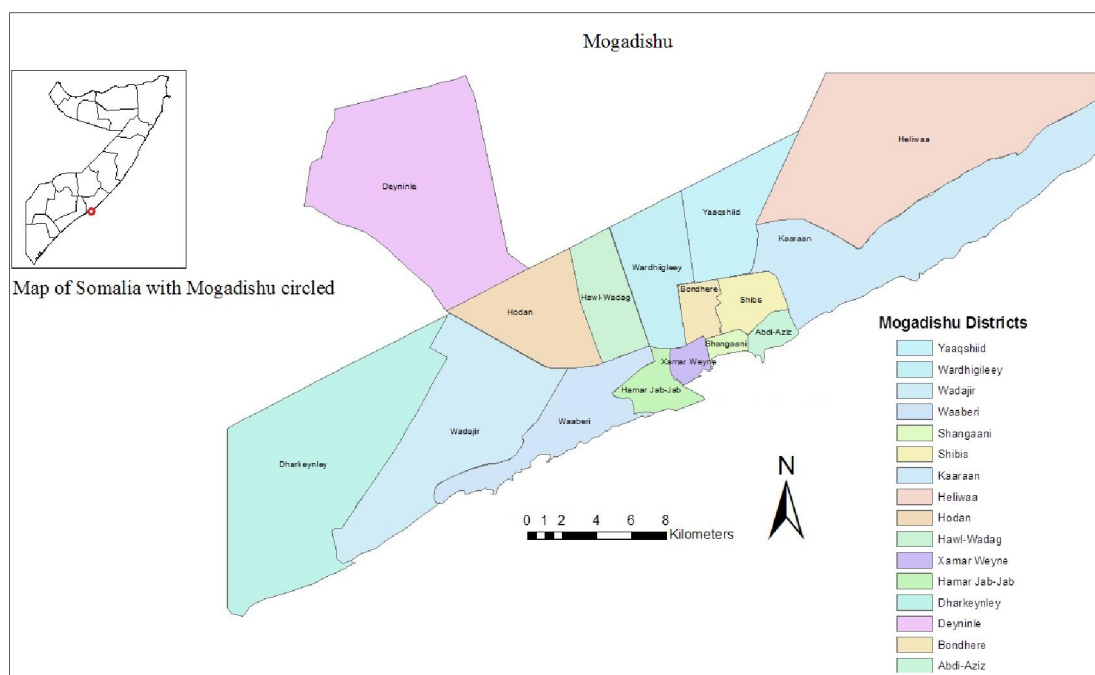 Mogadishu
Map of Somalia with Mogadishu circled
Heliwaa
Deyninle
Yaaqshiid
Kaaraan
Wardhiigleey
Bondhere
Hawl-Wadag
Shibis
Hodan
Abdi-Aziz
Shangaani
Xamar Weyne
Hamar Jab-Jab
Waaberi
Wadajir
Dharkeynley
N
0 1 2 4 6 8
Kilometers
Mogadishu Districts
Yaaqshiid
Wardhigileey
Wadajir
Waaberi
Shangaani
Shibis
Kaaraan
Heliwaa
Hodan
Hawl-Wadag
Xamar Weyne
Hamar Jab-Jab
Dharkeynley
Deyninle
Bondhere
Abdi-Aziz